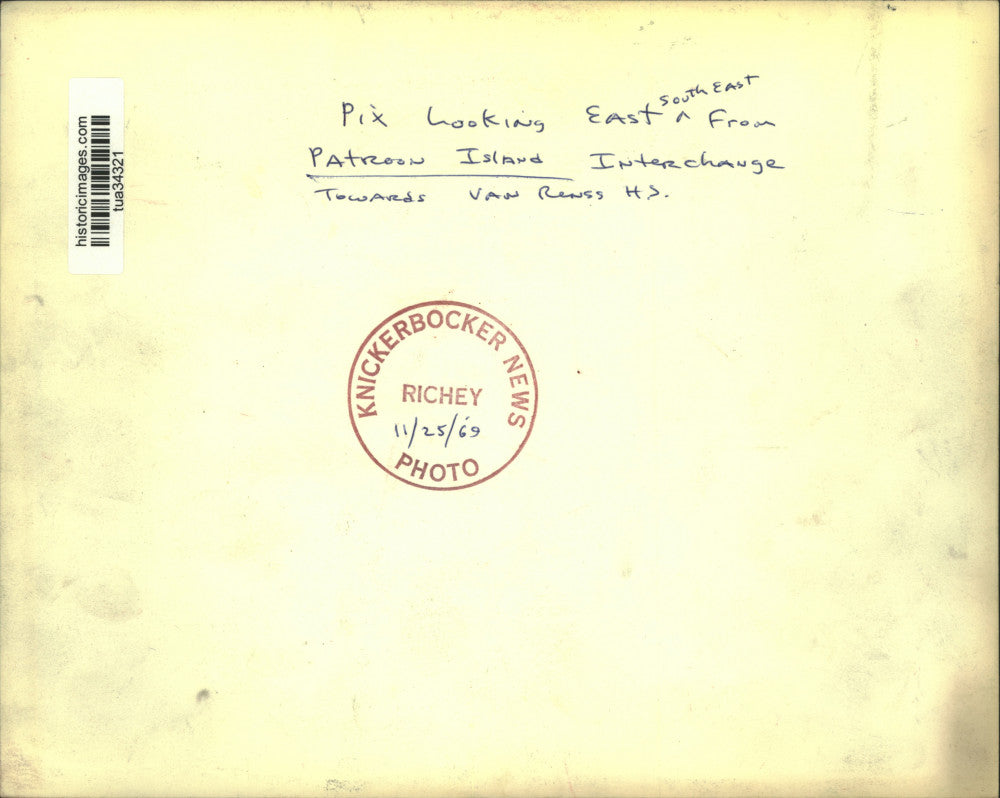 historicimages.com
tua34321
Pix Looking East ^ South East From
Patroon Island Interchange
Towards Van Renss HS.
KNICKERBOCKER NEWS
RICHEY
11/25/69
PHOTO